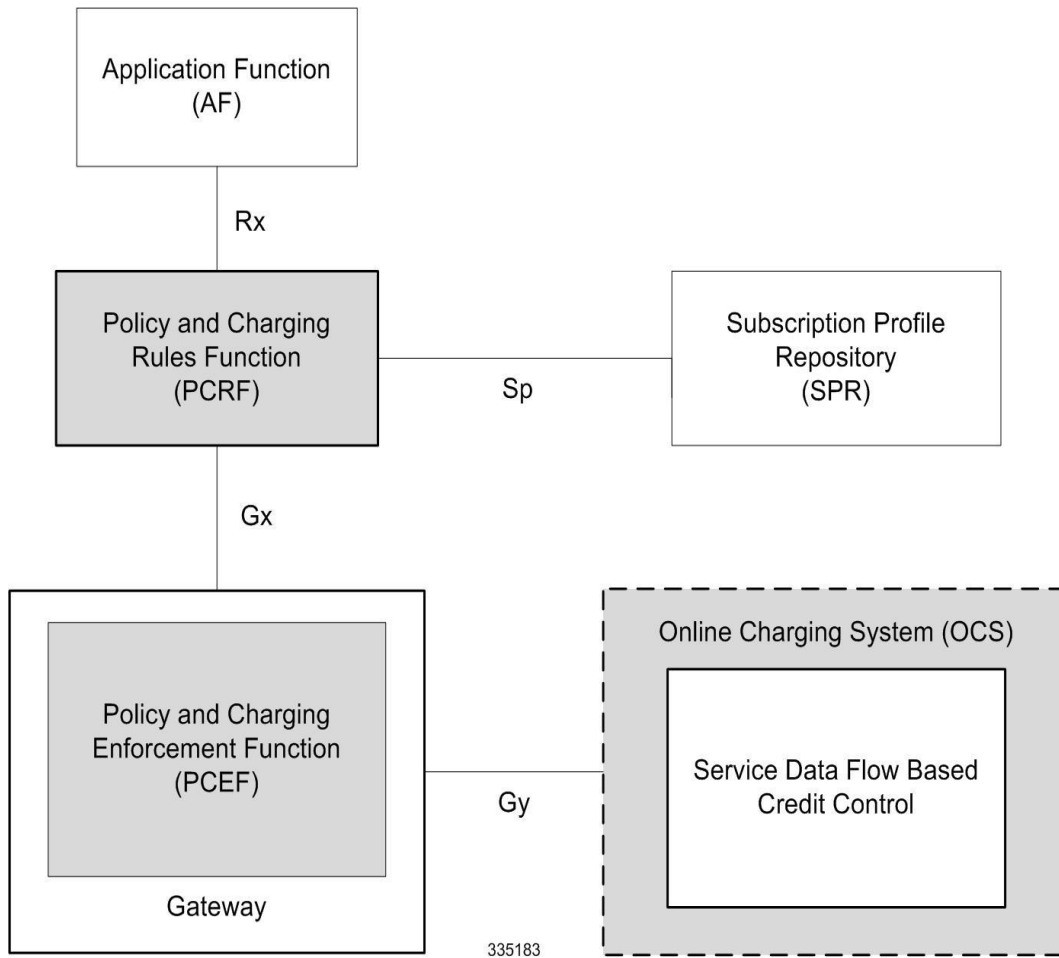 Application Function
(AF)
Rx
Policy and Charging
Rules Function
(PCRF)
Sp
Subscription Profile
Repository
(SPR)
Gx
Policy and Charging
Enforcement Function
(PCEF)
Gateway
Gy
Online Charging System (OCS)
Service Data Flow Based
Credit Control
335183